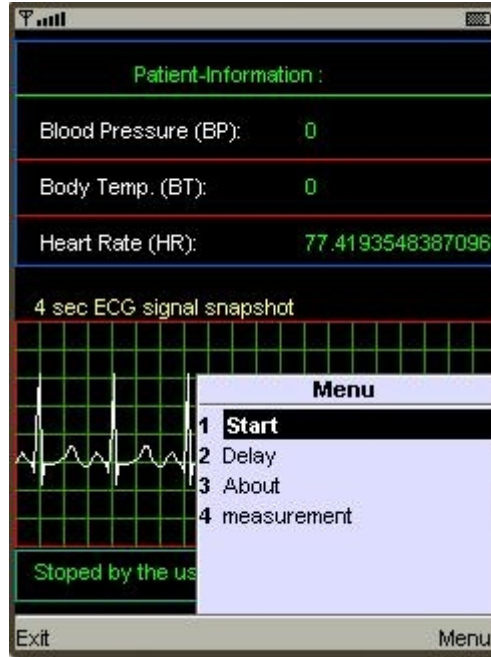 Patient-Information :
Blood Pressure (BP): 0
Body Temp. (BT): 0
Heart Rate (HR): 77.4193548387096
4 sec ECG signal snapshot
Menu
1 Start
2 Delay
3 About
4 measurement
Stoped by the us
Exit Menu